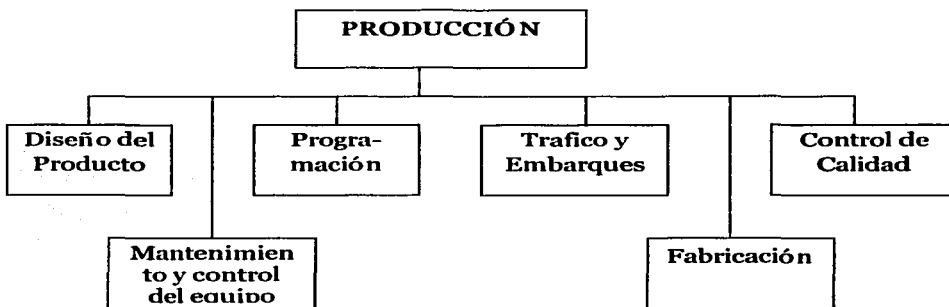 PRODUCCIÓN
Diseño del
Producto
Progra-
mación
Trafico y
Embarques
Control de
Calidad
Mantenimien
to y control
del equipo
Fabricación